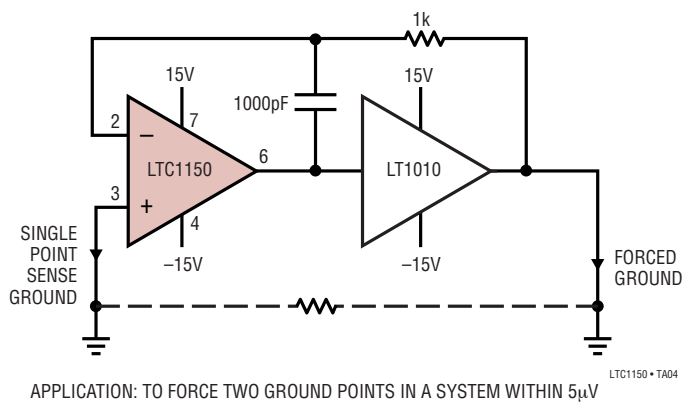 1k
15V
15V
1000pF
2
–
7
LTC1150
6
LT1010
3
+
4
–15V
–15V
SINGLE
POINT
SENSE
GROUND
FORCED
GROUND
LTC1150 • TA04
APPLICATION: TO FORCE TWO GROUND POINTS IN A SYSTEM WITHIN 5µV